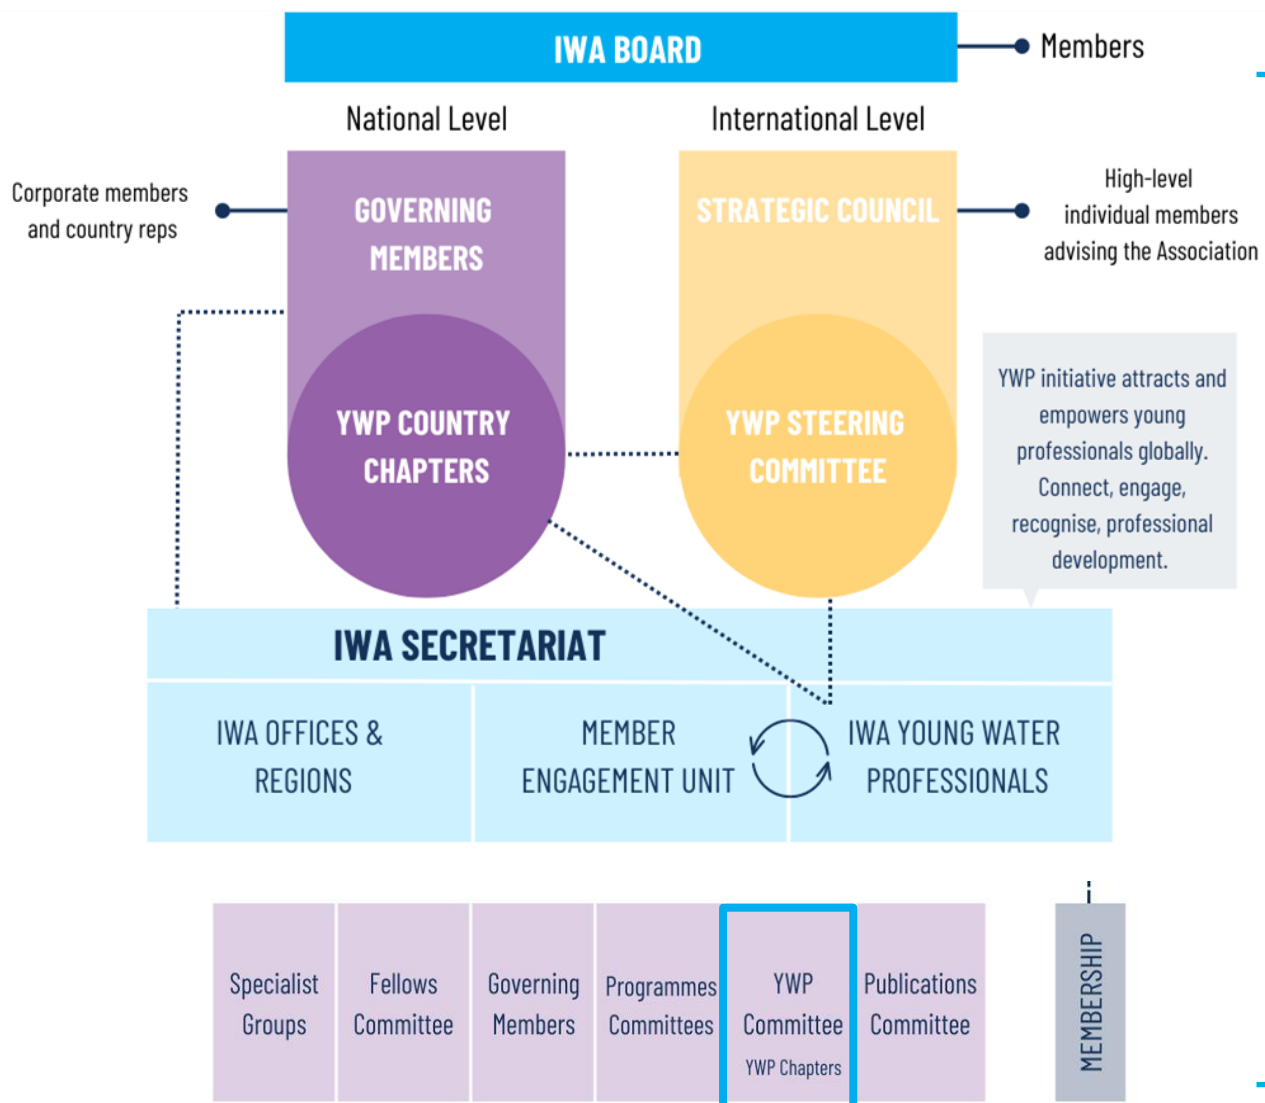 IWA BOARD
Members
National Level
International Level
Corporate members
and country reps
GOVERNING
MEMBERS
STRATEGIC COUNCIL
High-level
individual members
advising the Association
YWP COUNTRY
CHAPTERS
YWP STEERING
COMMITTEE
YWP initiative attracts and
empowers young
professionals globally.
Connect, engage,
recognise, professional
development.
IWA SECRETARIAT
IWA OFFICES &
REGIONS
MEMBER
ENGAGEMENT UNIT
IWA YOUNG WATER
PROFESSIONALS
Specialist
Groups
Fellows
Committee
Governing
Members
Programmes
Committees
YWP
Committee
YWP Chapters
Publications
Committee
MEMBERSHIP